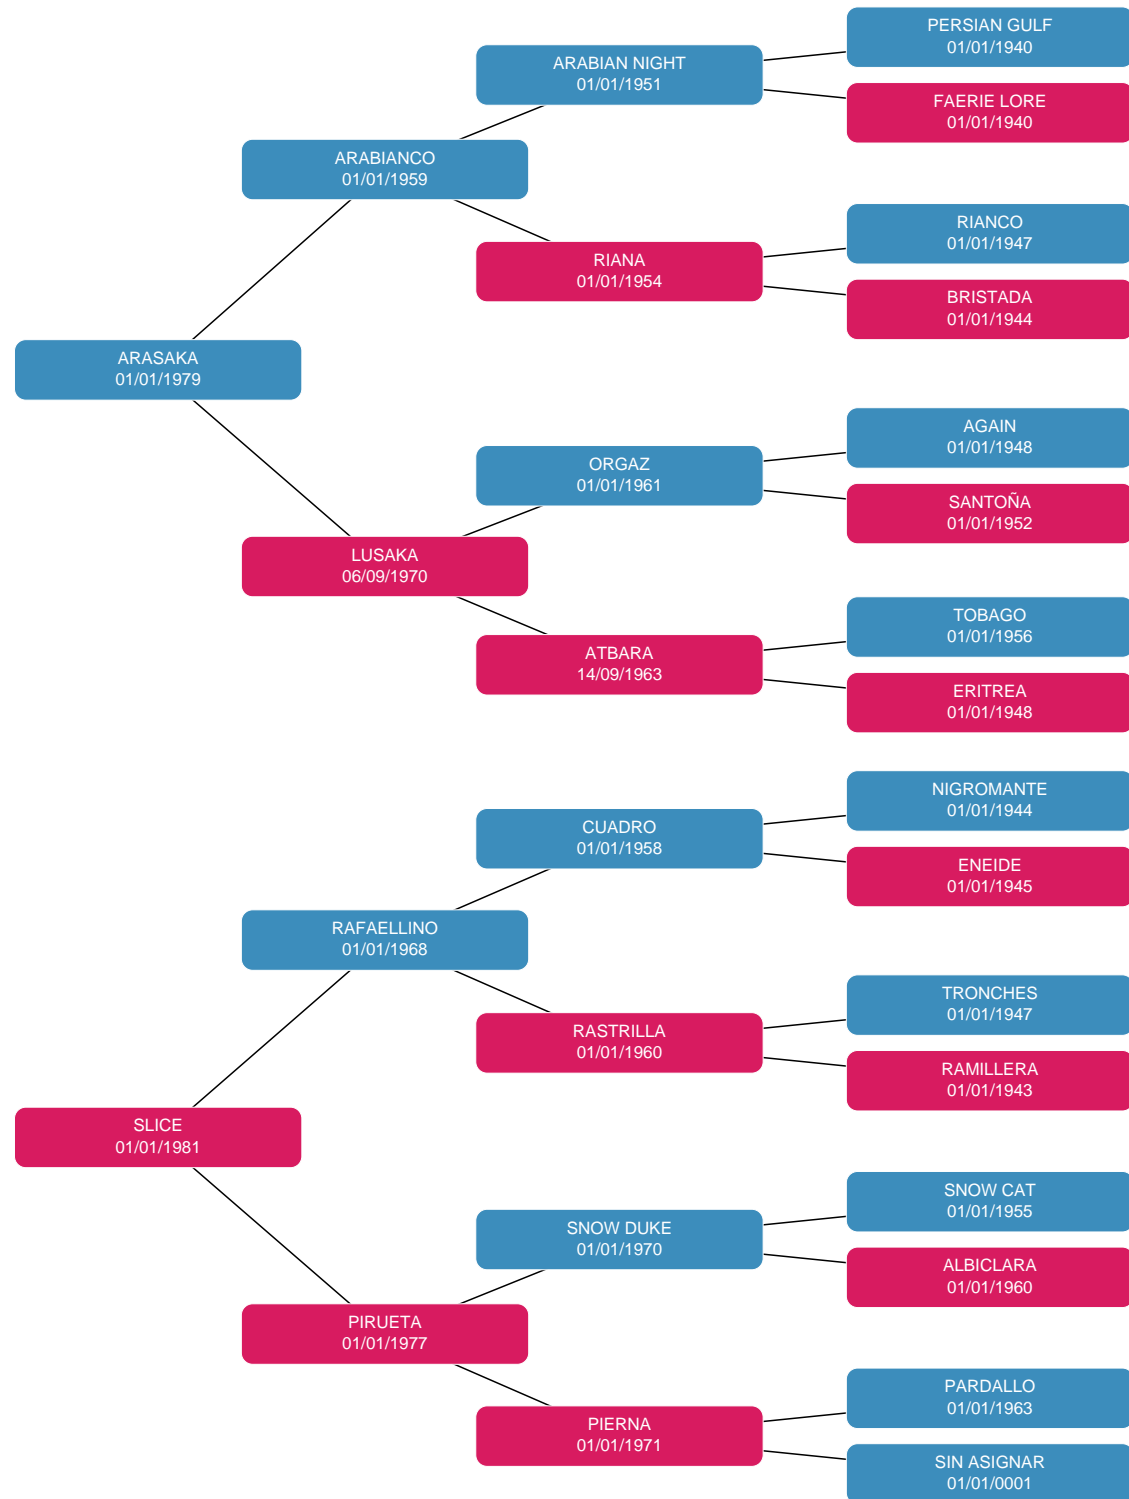 PERSIAN GULF
01/01/1940
ARABIAN NIGHT
01/01/1951
FAERIE LORE
01/01/1940
ARABIANCO
01/01/1959
RIANCO
01/01/1947
RIANA
01/01/1954
BRISTADA
01/01/1944
ARASAKA
01/01/1979
AGAIN
01/01/1948
ORGAZ
01/01/1961
SANTOÑA
01/01/1952
LUSAKA
06/09/1970
TOBAGO
01/01/1956
ATBARA
14/09/1963
ERITREA
01/01/1948
NIGROMANTE
01/01/1944
CUADRO
01/01/1958
ENEIDE
01/01/1945
RAFAELLINO
01/01/1968
TRONCHES
01/01/1947
RASTRILLA
01/01/1960
RAMILLERA
01/01/1943
SLICE
01/01/1981
SNOW CAT
01/01/1955
SNOW DUKE
01/01/1970
ALBICLARA
01/01/1960
PIRUETA
01/01/1977
PARDALLO
01/01/1963
PIERNA
01/01/1971
SIN ASIGNAR
01/01/0001